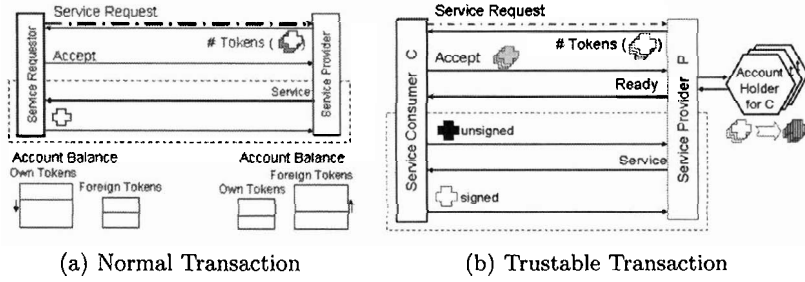 Service Request
# Tokens (
)
Accept
Service
Service Requestor
Service Provider
Account Balance
Own Tokens
Foreign Tokens
Account Balance
Foreign Tokens
Own Tokens
(a) Normal Transaction
Service Request
# Tokens (
)
Accept
Ready
unsigned
Service
signed
Service Consumer C
Service Provider P
Account
Holder
for C
(b) Trustable Transaction